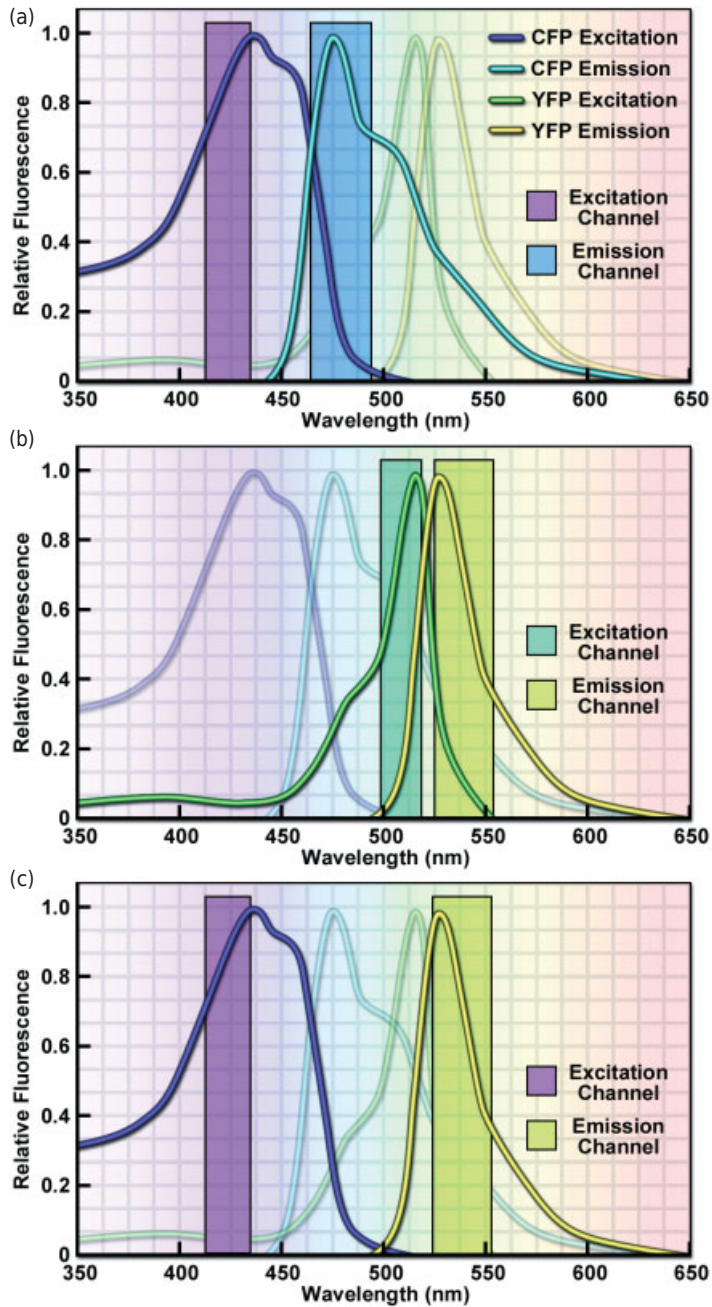 (a)
1.0
0.8
0.6
0.4
0.2
0
Relative Fluorescence
CFP Excitation
CFP Emission
YFP Excitation
YFP Emission
Excitation
Channel
Emission
Channel
350 400 450 500 550 600 650
Wavelength (nm)
(b)
1.0
0.8
0.6
0.4
0.2
0
Relative Fluorescence
Excitation
Channel
Emission
Channel
350 400 450 500 550 600 650
Wavelength (nm)
(c)
1.0
0.8
0.6
0.4
0.2
0
Relative Fluorescence
Excitation
Channel
Emission
Channel
350 400 450 500 550 600 650
Wavelength (nm)